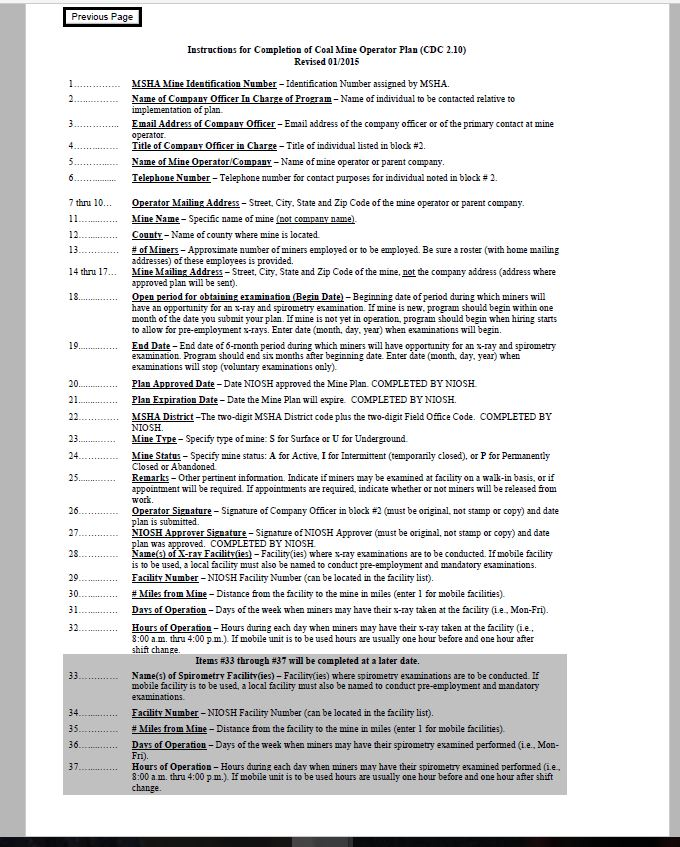 Previous Page
Instructions for Completion of Coal Mine Operator Plan (CDC 2.10)
Revised 01/2015
1…………… MSHA Mine Identification Number – Identification Number assigned by MSHA.
2…………… Name of Company Officer In Charge of Program – Name of individual to be contacted relative to
implementation of plan.
3…………… Email Address of Company Officer – Email address of the company officer or of the primary contact at mine
operator.
4…………… Title of Company Officer in Charge – Title of individual listed in block #2.
5…………… Name of Mine Operator/Company – Name of mine operator or parent company.
6…………… Telephone Number – Telephone number for contact purposes for individual noted in block # 2.
7 thru 10… Operator Mailing Address – Street, City, State and Zip Code of the mine operator or parent company.
11………… Mine Name – Specific name of mine (not company name).
12………… County – Name of county where mine is located.
13………… # of Miners – Approximate number of miners employed or to be employed. Be sure a roster (with home mailing
addresses) of these employees is provided.
14 thru 17… Mine Mailing Address – Street, City, State and Zip Code of the mine, not the company address (address where
approved plan will be sent).
18………… Open period for obtaining examination (Begin Date) – Beginning date of period during which miners will
have an opportunity for an x-ray and spirometry examination. If mine is new, program should begin within one
month of the date you submit your plan. If mine is not yet in operation, program should begin when hiring starts
to allow for pre-employment x-rays. Enter date (month, day, year) when examinations will begin.
19………… End Date – End date of 6-month period during which miners will have opportunity for an x-ray and spirometry
examination. Program should end six months after beginning date. Enter date (month, day, year) when
examinations will stop (voluntary examinations only).
20………… Plan Approved Date – Date NIOSH approved the Mine Plan. COMPLETED BY NIOSH.
21………… Plan Expiration Date – Date the Mine Plan will expire. COMPLETED BY NIOSH.
22………… MSHA District –The two-digit MSHA District code plus the two-digit Field Office Code. COMPLETED BY
NIOSH.
23………… Mine Type – Specify type of mine: S for Surface or U for Underground.
24………… Mine Status – Specify mine status: A for Active, I for Intermittent (temporarily closed), or P for Permanently
Closed or Abandoned.
25………… Remarks – Other pertinent information. Indicate if miners may be examined at facility on a walk-in basis, or if
appointment will be required. If appointments are required, indicate whether or not miners will be released from
work.
26………… Operator Signature – Signature of Company Officer in block #2 (must be original, not stamp or copy) and date
plan is submitted.
27………… NIOSH Approver Signature – Signature of NIOSH Approver (must be original, not stamp or copy) and date
plan was approved. COMPLETED BY NIOSH.
28………… Name(s) of X-ray Facility(ies) – Facility(ies) where x-ray examinations are to be conducted. If mobile facility
is to be used, a local facility must also be named to conduct pre-employment and mandatory examinations.
29………… Facility Number – NIOSH Facility Number (can be located in the facility list).
30………… # Miles from Mine – Distance from the facility to the mine in miles (enter 1 for mobile facilities).
31………… Days of Operation – Days of the week when miners may have their x-ray taken at the facility (i.e., Mon-Fri).
32………… Hours of Operation – Hours during each day when miners may have their x-ray taken at the facility (i.e.,
8:00 a.m. thru 4:00 p.m.). If mobile unit is to be used hours are usually one hour before and one hour after
shift change.
Items #33 through #37 will be completed at a later date.
33………… Name(s) of Spirometry Facility(ies) – Facility(ies) where spirometry examinations are to be conducted. If
mobile facility is to be used, a local facility must also be named to conduct pre-employment and mandatory
examinations.
34………… Facility Number – NIOSH Facility Number (can be located in the facility list).
35………… # Miles from Mine – Distance from the facility to the mine in miles (enter 1 for mobile facilities).
36………… Days of Operation – Days of the week when miners may have their spirometry examined performed (i.e., Mon-
Fri).
37………… Hours of Operation – Hours during each day when miners may have their spirometry examined performed (i.e.,
8:00 a.m. thru 4:00 p.m.). If mobile unit is to be used hours are usually one hour before and one hour after shift
change.